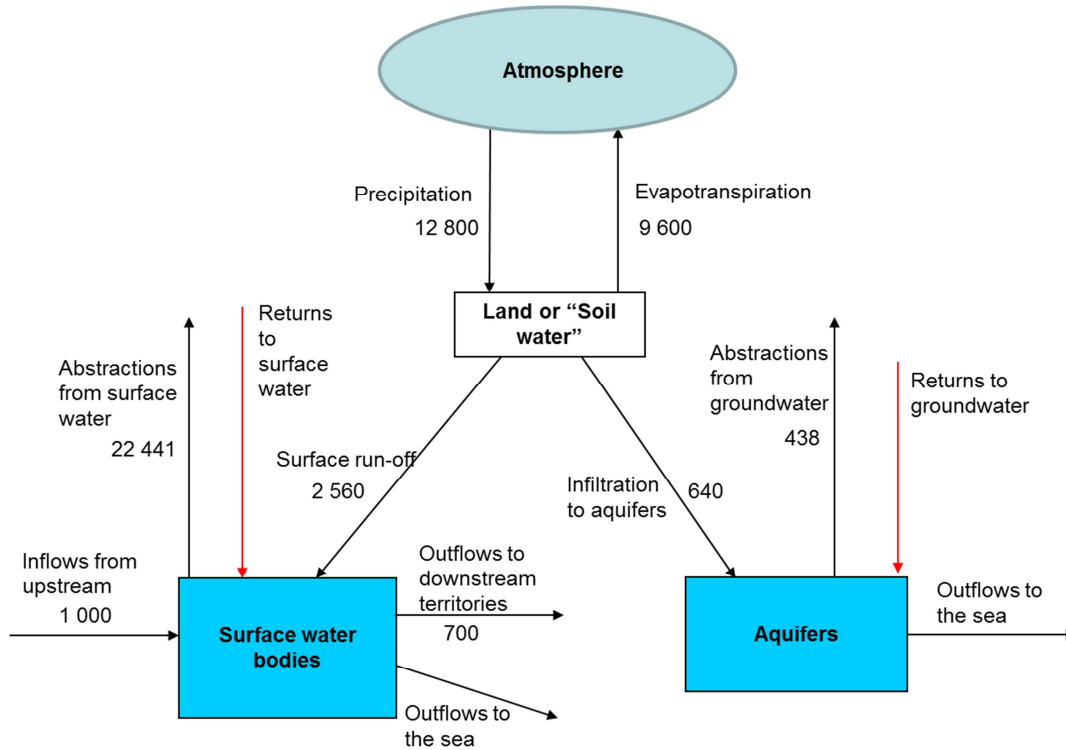 Atmosphere
Precipitation
12 800
Evapotranspiration
9 600
Land or “Soil
water”
Returns
to
surface
water
Abstractions
from surface
water
22 441
Abstractions
from
groundwater
438
Returns to
groundwater
Surface run-off
2 560
Infiltration
to aquifers
640
Inflows from
upstream
1 000
Outflows to
downstream
territories
700
Surface water
bodies
Outflows to
the sea
Aquifers
Outflows to
the sea